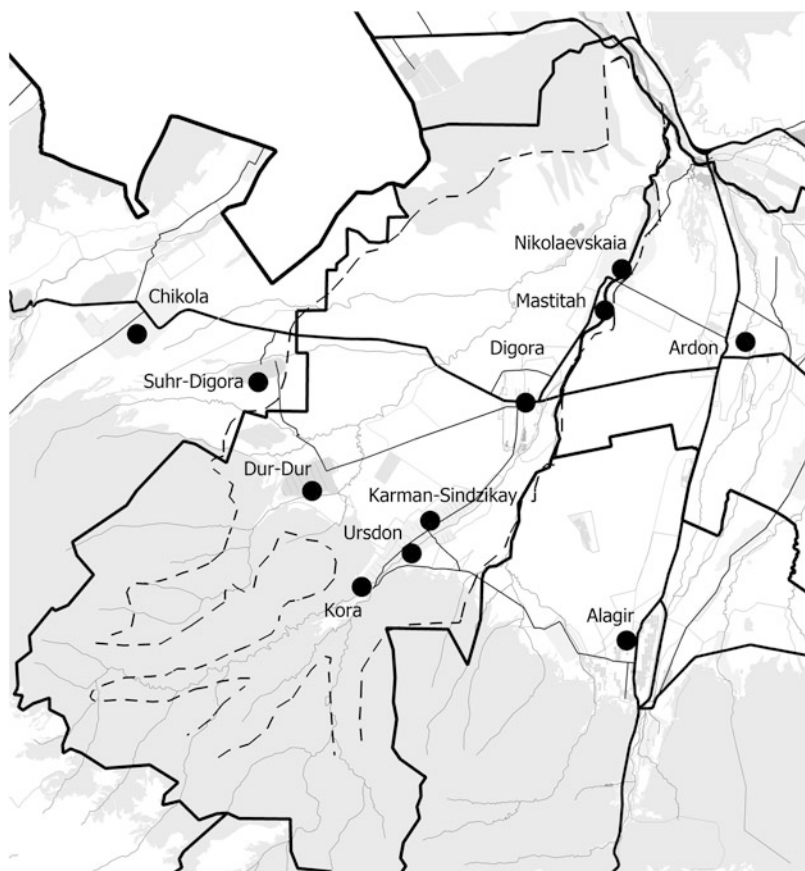 Nikolaevskaia
Chikola
Mastitah
Digora
Ardon
Suhr-Digora
Dur-Dur
Karman-Sindzikay
Ursdon
Kora
Alagir